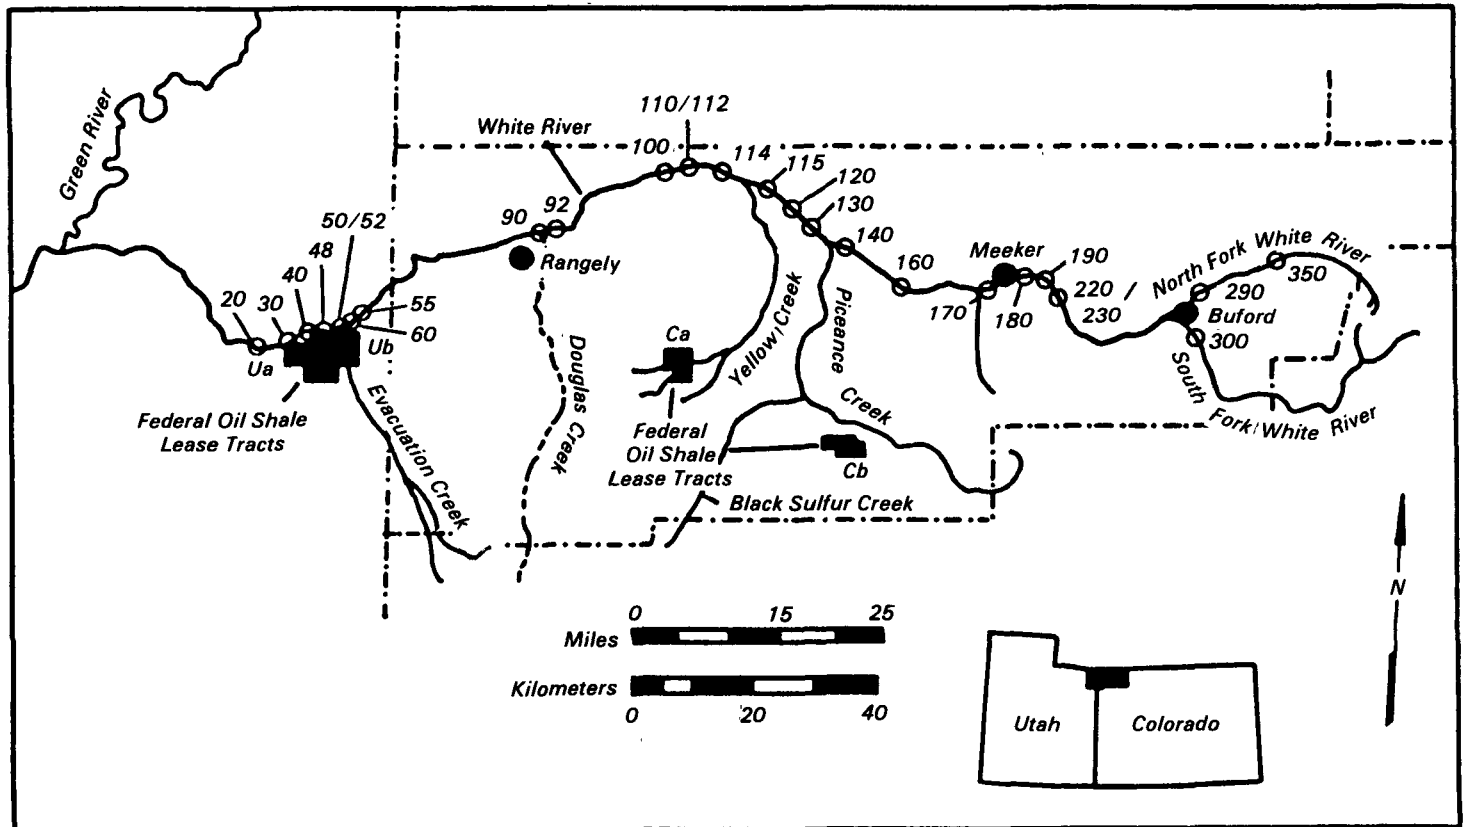 110/112
White River
100
114
115
120
130
140
Green River
50/52
48
40
30
20
90
92
Rangely
55
60
Ua
Ub
Federal Oil Shale
Lease Tracts
Evacuation Creek
Douglas Creek
Ca
Federal
Oil Shale
Lease Tracts
Yellow Creek
Piceance
Creek
Cb
Black Sulfur Creek
160
Meeker
170
180
190
220 /
230
North Fork White River
350
290
Buford
300
South
Fork White River
N
0 15 25
Miles
Kilometers
0 20 40
Utah
Colorado